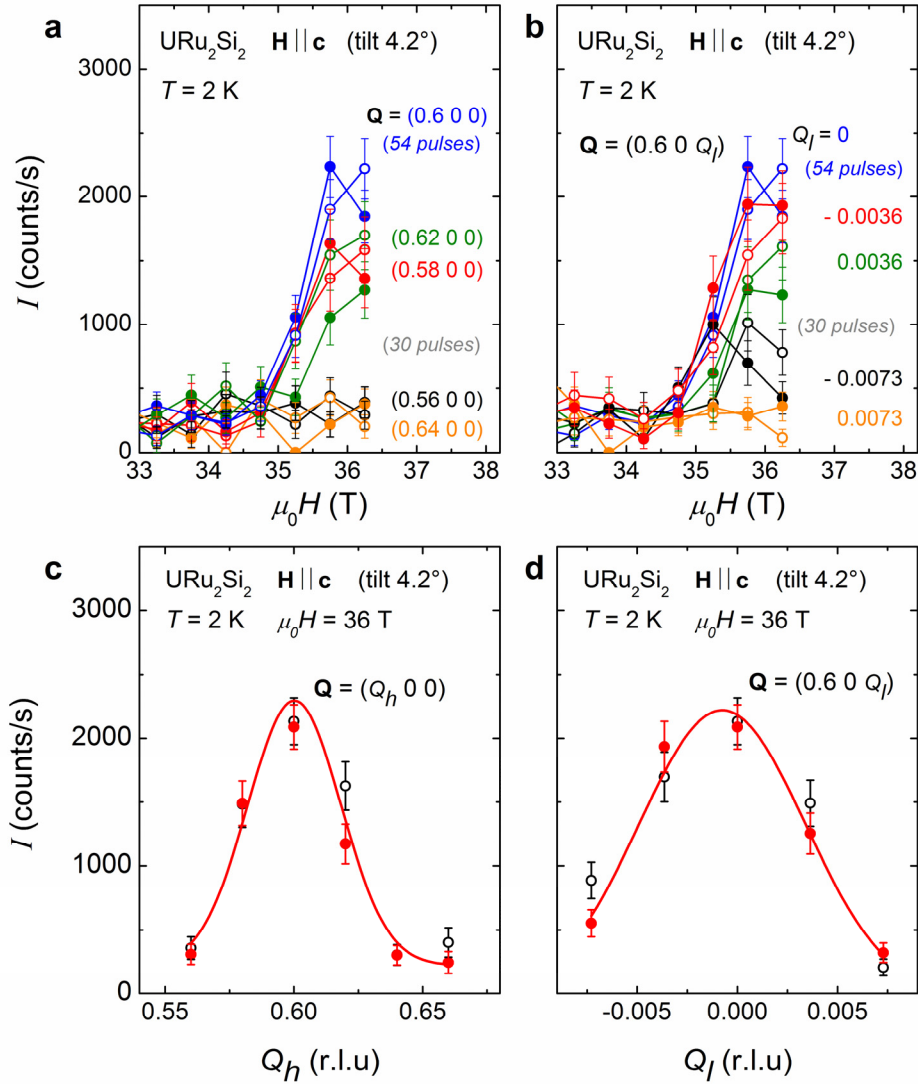 a
URu2Si2 H || c (tilt 4.2°)
T = 2 K
Q = (0.6 0 0)
(54 pulses)
(0.62 0 0)
(0.58 0 0)
(30 pulses)
(0.56 0 0)
(0.64 0 0)
3000
2000
1000
0
I (counts/s)
33 34 35 36 37 38
μ0H (T)
b
URu2Si2 H || c (tilt 4.2°)
T = 2 K
Ql = 0
Q = (0.6 0 Ql)
(54 pulses)
- 0.0036
0.0036
(30 pulses)
- 0.0073
0.0073
33 34 35 36 37 38
μ0H (T)
c
URu2Si2 H || c (tilt 4.2°)
T = 2 K μ0H = 36 T
Q = (Qh 0 0)
3000
2000
1000
0
I (counts/s)
0.56 0.60 0.65
Qh (r.l.u)
d
URu2Si2 H || c (tilt 4.2°)
T = 2 K μ0H = 36 T
Q = (0.6 0 Ql)
-0.005 0.000 0.005
Ql (r.l.u)